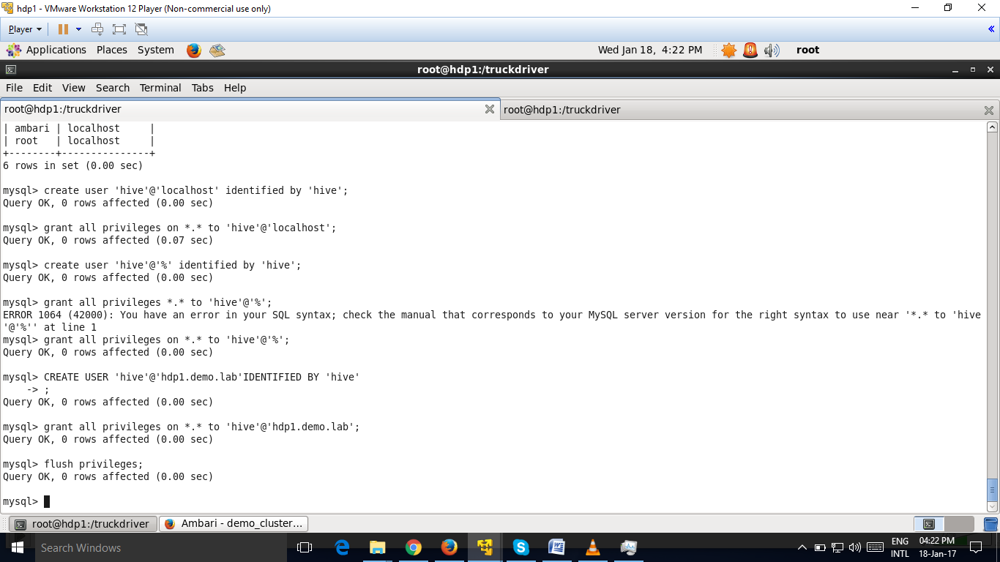 hdp1 - VMware Workstation 12 Player (Non-commercial use only)
Player
Applications Places System Wed Jan 18, 4:22 PM root
root@hdp1:/truckdriver
File Edit View Search Terminal Tabs Help
root@hdp1:/truckdriver root@hdp1:/truckdriver
| ambari | localhost     |
| root   | localhost     |
+--------+---------------+
6 rows in set (0.00 sec)
mysql> create user 'hive'@'localhost' identified by 'hive';
Query OK, 0 rows affected (0.00 sec)
mysql> grant all privileges on *.* to 'hive'@'localhost';
Query OK, 0 rows affected (0.07 sec)
mysql> create user 'hive'@'%' identified by 'hive';
Query OK, 0 rows affected (0.00 sec)
mysql> grant all privileges *.* to 'hive'@'%';
ERROR 1064 (42000): You have an error in your SQL syntax; check the manual that corresponds to your MySQL server version for the right syntax to use near '*.* to 'hive
'@'%'' at line 1
mysql> grant all privileges on *.* to 'hive'@'%';
Query OK, 0 rows affected (0.00 sec)
mysql> CREATE USER 'hive'@'hdp1.demo.lab'IDENTIFIED BY 'hive'
    -> ;
Query OK, 0 rows affected (0.00 sec)
mysql> grant all privileges on *.* to 'hive'@'hdp1.demo.lab';
Query OK, 0 rows affected (0.00 sec)
mysql> flush privileges;
Query OK, 0 rows affected (0.00 sec)
mysql>
root@hdp1:/truckdriver Ambari - demo_cluster...
Search Windows ENG 04:22 PM
INTL 18-Jan-17